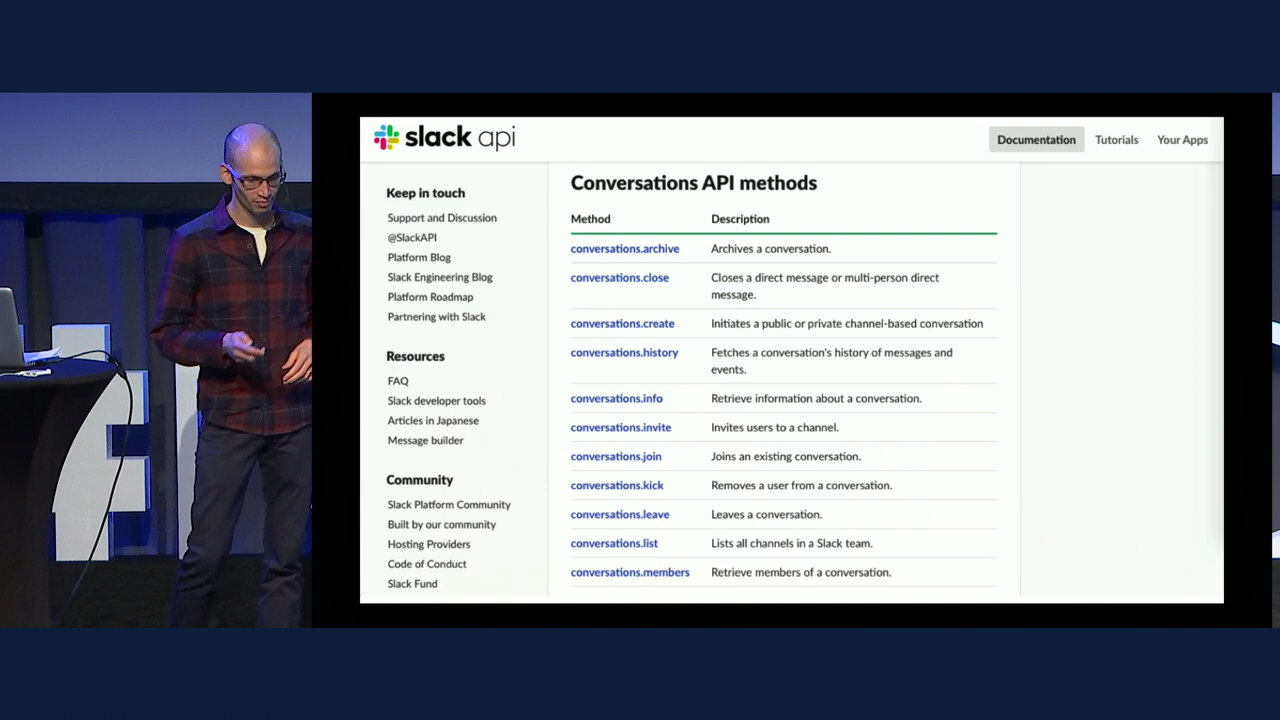 slack api
Documentation Tutorials Your Apps
Keep in touch
Support and Discussion
@SlackAPI
Platform Blog
Slack Engineering Blog
Platform Roadmap
Partnering with Slack
Resources
FAQ
Slack developer tools
Articles in Japanese
Message builder
Community
Slack Platform Community
Built by our community
Hosting Providers
Code of Conduct
Slack Fund
Conversations API methods
Method Description
conversations.archive Archives a conversation.
conversations.close Closes a direct message or multi-person direct
message.
conversations.create Initiates a public or private channel-based conversation
conversations.history Fetches a conversation's history of messages and
events.
conversations.info Retrieve information about a conversation.
conversations.invite Invites users to a channel.
conversations.join Joins an existing conversation.
conversations.kick Removes a user from a conversation.
conversations.leave Leaves a conversation.
conversations.list Lists all channels in a Slack team.
conversations.members Retrieve members of a conversation.